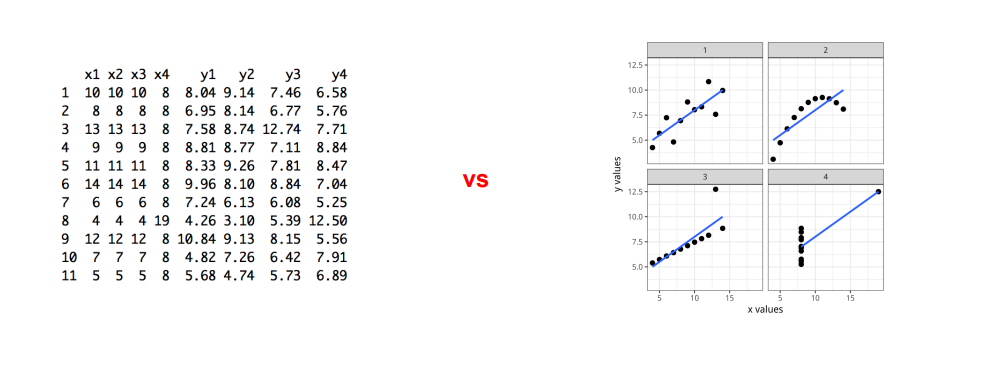 x1 x2 x3 x4 y1 y2 y3 y4
1 10 10 10 8 8.04 9.14 7.46 6.58
2 8 8 8 8 6.95 8.14 6.77 5.76
3 13 13 13 8 7.58 8.74 12.74 7.71
4 9 9 9 8 8.81 8.77 7.11 8.84
5 11 11 11 8 8.33 9.26 7.81 8.47
6 14 14 14 8 9.96 8.10 8.84 7.04
7 6 6 6 8 7.24 6.13 6.08 5.25
8 4 4 4 19 4.26 3.10 5.39 12.50
9 12 12 12 8 10.84 9.13 8.15 5.56
10 7 7 7 8 4.82 7.26 6.42 7.91
11 5 5 5 8 5.68 4.74 5.73 6.89
vs
1 2
12.5
10.0
7.5
5.0
3 4
12.5
10.0
7.5
5.0
y values
5 10 15 5 10 15
x values